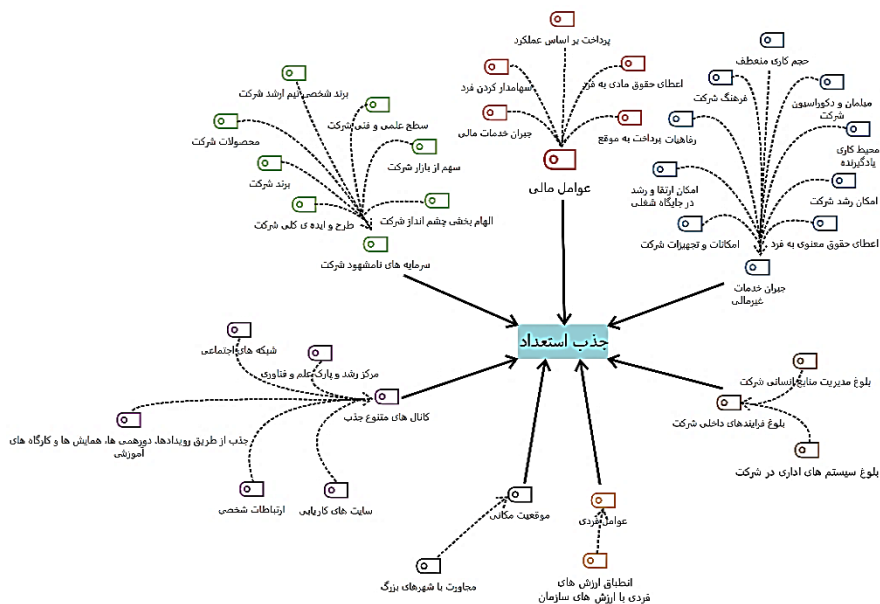 پرداخت بر اساس عملکرد
سهامدار کردن فرد
اعطای حقوق مادی به فرد
جبران خدمات مالی
پرداخت به موقع
عوامل مالی
حجم کاری منعطف
فرهنگ شرکت
مبلمان و دکوراسیون
شرکت
رفاهیات
محیط کاری
یادگیرنده
امکان ارتقا و رشد
در جایگاه شغلی
امکان رشد شرکت
امکانات و تجهیزات شرکت
اعطای حقوق معنوی به فرد
جبران خدمات
غیرمالی
برند شخصی تیم ارشد شرکت
سطح علمی و فنی شرکت
محصولات شرکت
سهم از بازار شرکت
برند شرکت
الهام بخشی چشم انداز شرکت
طرح و ایده ی کلی شرکت
سرمایه های نامشهود شرکت
جذب استعداد
شبکه های اجتماعی
مرکز رشد و پارک علم و فناوری
کانال های متنوع جذب
جذب از طریق رویدادها، دورهمی ها، همایش ها و کارگاه های
آموزشی
ارتباطات شخصی
سایت های کاریابی
بلوغ مدیریت منابع انسانی شرکت
بلوغ فرایندهای داخلی شرکت
بلوغ سیستم های اداری در شرکت
موقعیت مکانی
مجاورت با شهرهای بزرگ
عوامل فردی
انطباق ارزش های
فردی با ارزش های سازمان